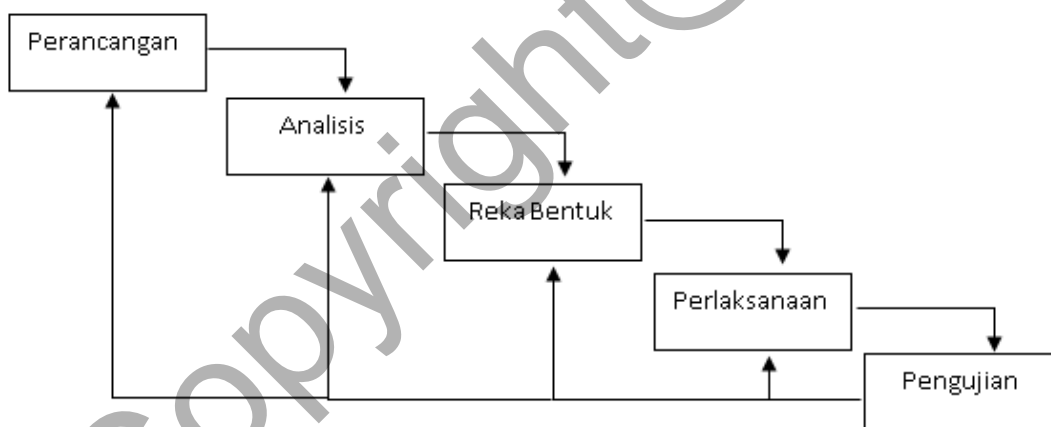 Perancangan
Analisis
Reka Bentuk
Perlaksanaan
Pengujian
Copyright@